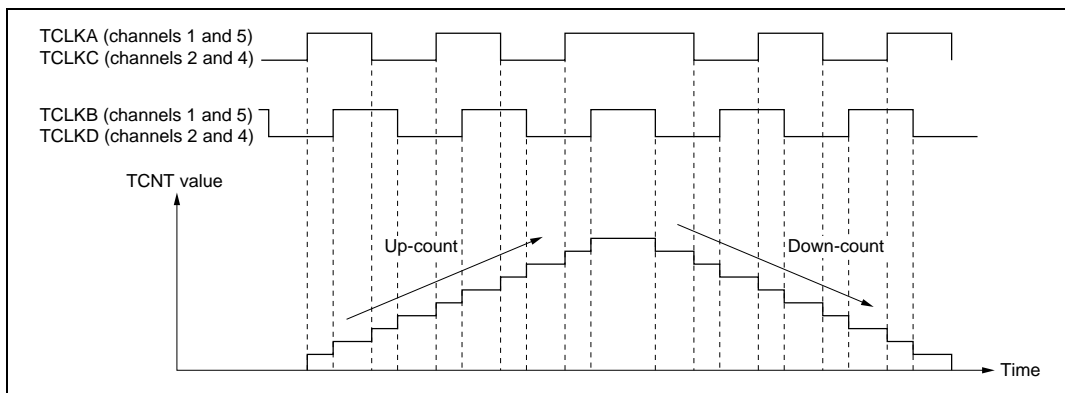 TCLKA (channels 1 and 5)
TCLKC (channels 2 and 4)
TCLKB (channels 1 and 5)
TCLKD (channels 2 and 4)
TCNT value
Up-count
Down-count
Time